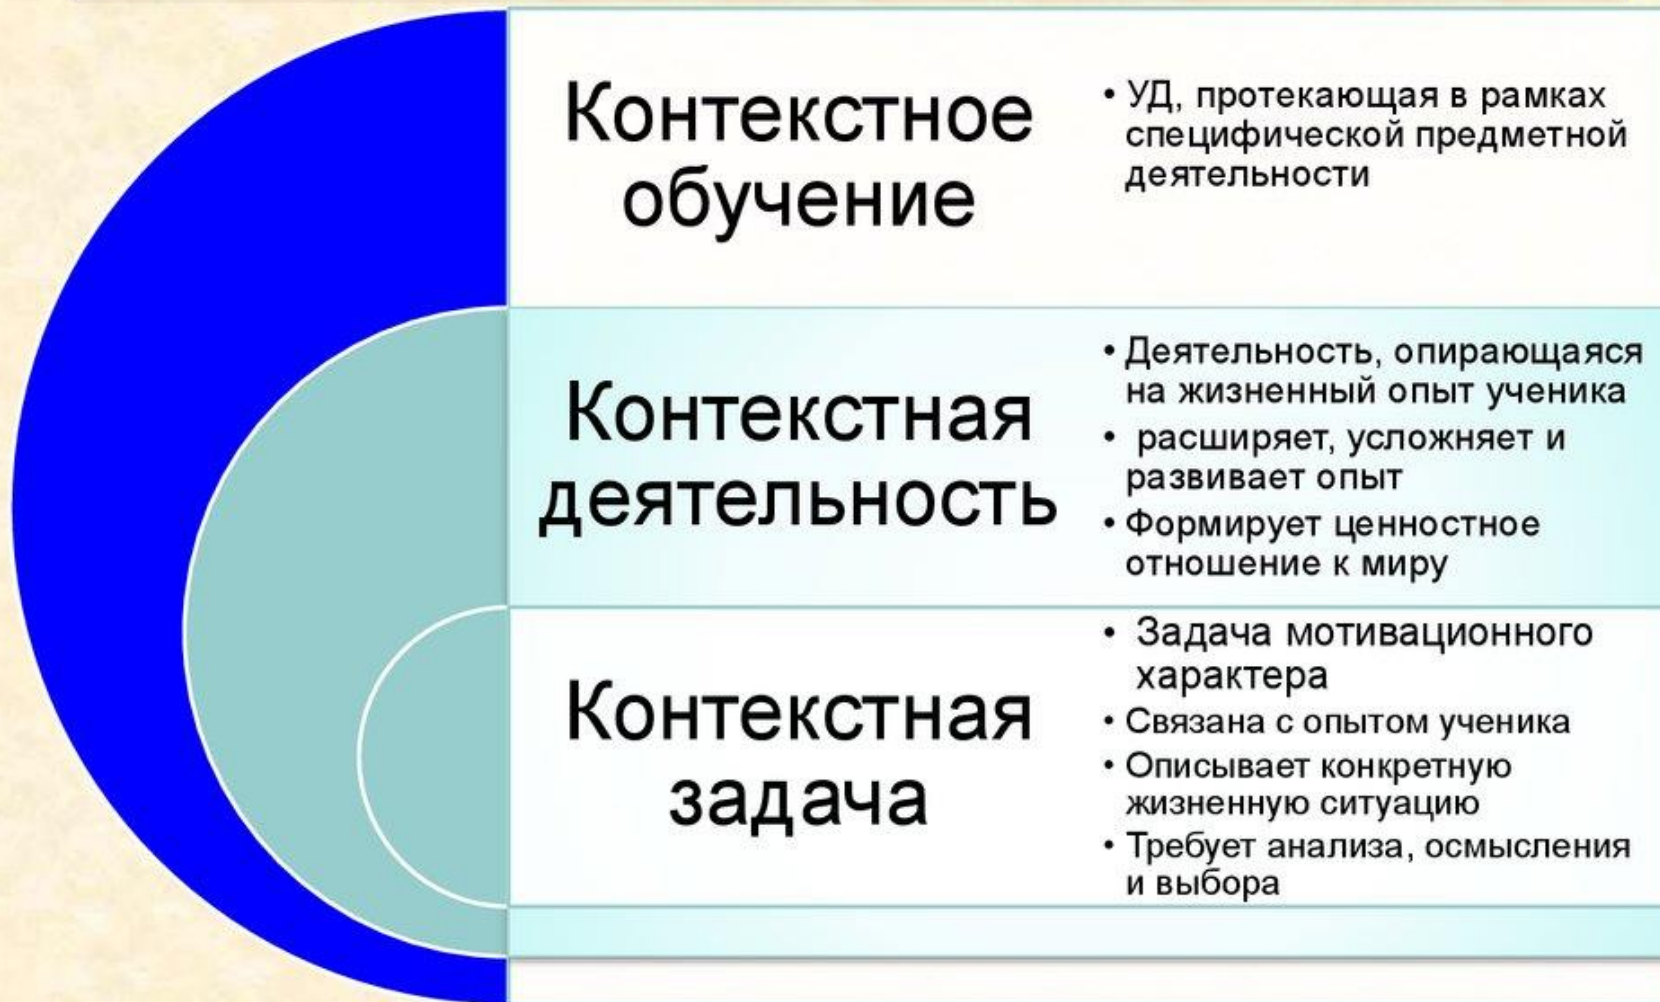 Контекстное
обучение
• УД, протекающая в рамках
специфической предметной
деятельности
Контекстная
деятельность
• Деятельность, опирающаяся
на жизненный опыт ученика
• расширяет, усложняет и
развивает опыт
• Формирует ценностное
отношение к миру
Контекстная
задача
• Задача мотивационного
характера
• Связана с опытом ученика
• Описывает конкретную
жизненную ситуацию
• Требует анализа, осмысления
и выбора